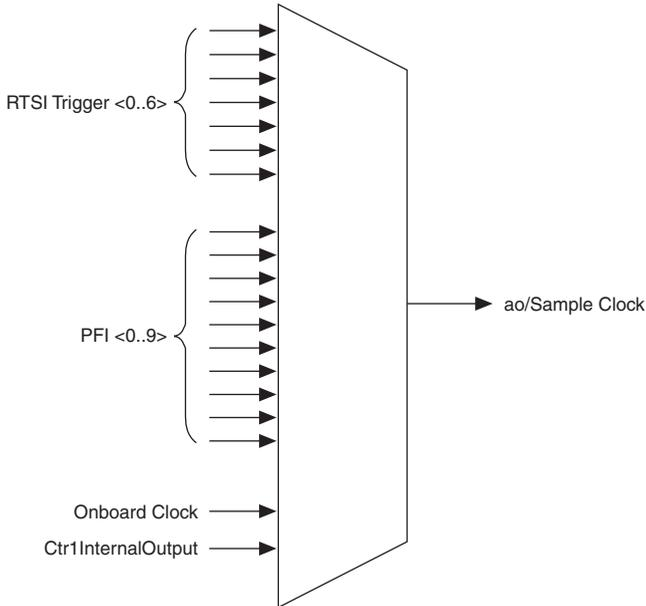 RTSI Trigger <0..6>
PFI <0..9>
ao/Sample Clock
Onboard Clock
Ctr1InternalOutput